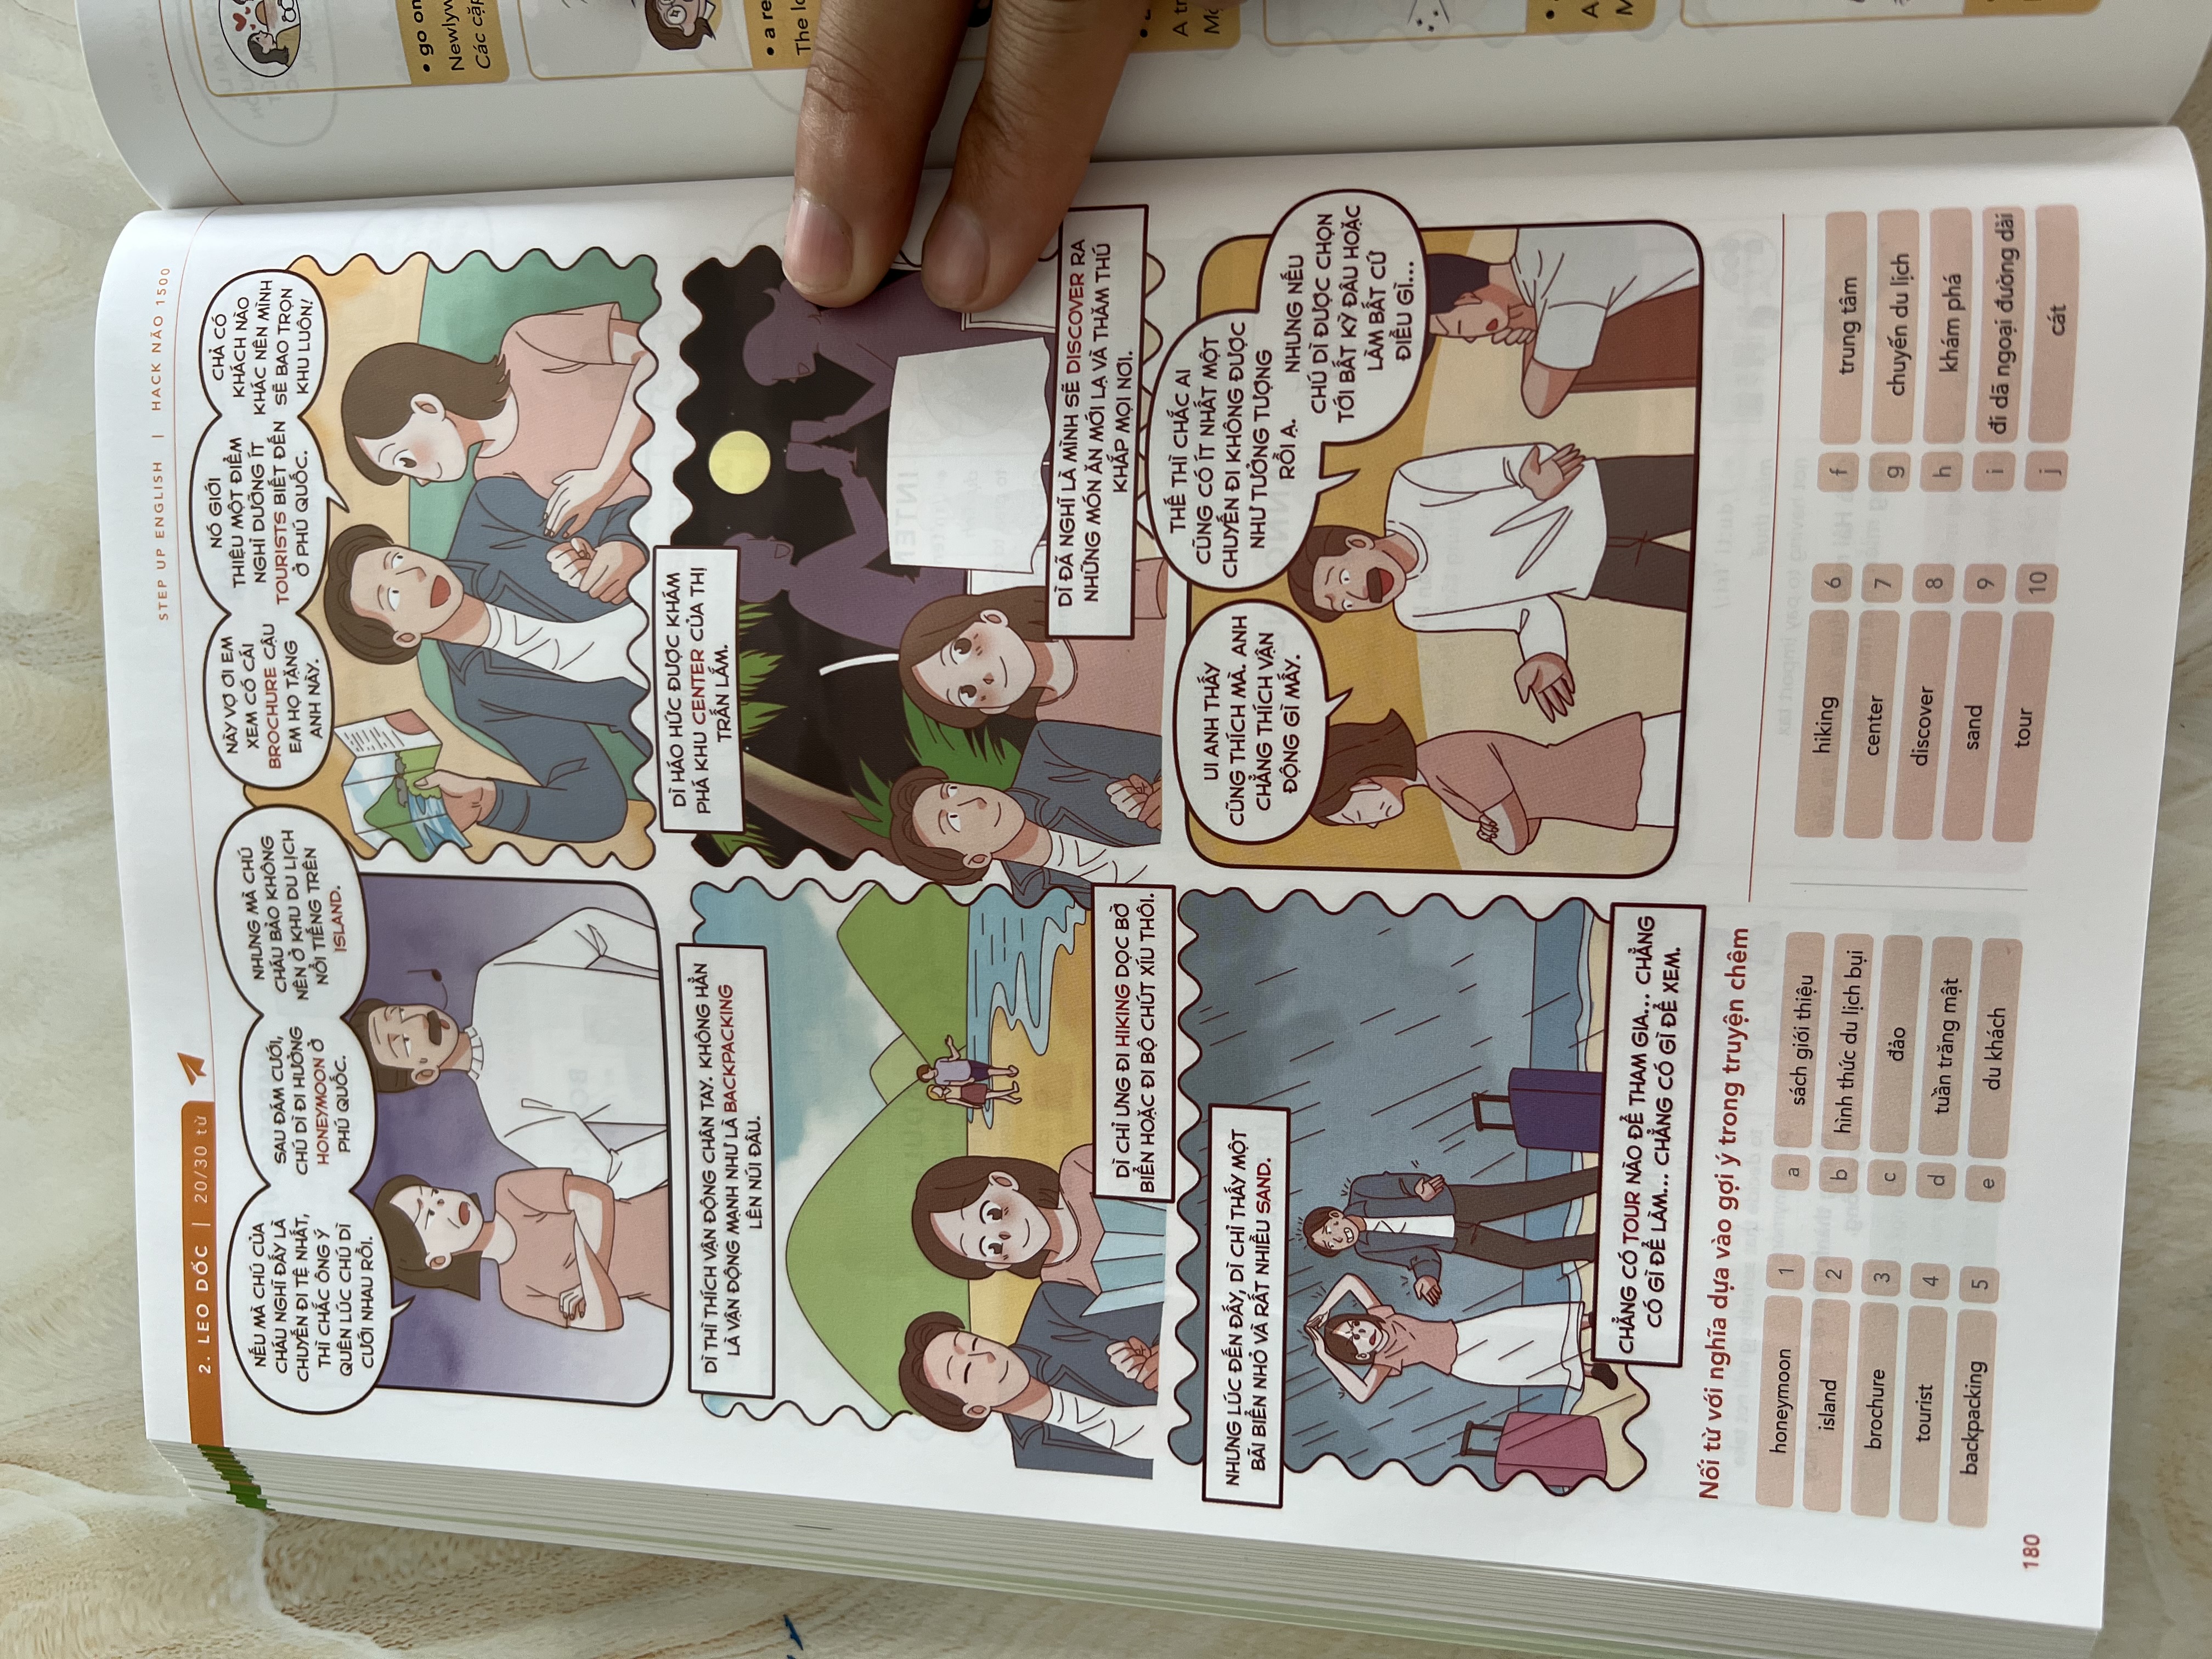 STEP UP ENGLISH | HACK NÃO 1500
2. LEO DỐC | 20/30 từ
NẾU MÀ CHÚ CỦA
CHÁU NGHĨ ĐẤY LÀ
CHUYẾN ĐI TỆ NHẤT,
THÌ CHẮC ÔNG Ý
QUÊN LÚC CHÚ DÌ
CƯỚI NHAU RỒI.
SAU ĐÁM CƯỚI,
CHÚ DÌ ĐI HƯỞNG
HONEYMOON Ở
PHÚ QUỐC.
NHƯNG MÀ CHÚ
CHÁU BẢO KHÔNG
NÊN Ở KHU DU LỊCH
NỔI TIẾNG TRÊN
ISLAND.
NÀY VỢ ƠI EM
XEM CÓ CÁI
BROCHURE CẬU
EM HỌ TẶNG
ANH NÀY.
NÓ GIỚI
THIỆU MỘT ĐIỂM
NGHỈ DƯỠNG ÍT
TOURISTS BIẾT ĐẾN
Ở PHÚ QUỐC.
CHẢ CÓ
KHÁCH NÀO
KHÁC NÊN MÌNH
SẼ BAO TRỌN
KHU LUÔN!
DÌ THÌ THÍCH VẬN ĐỘNG CHÂN TAY. KHÔNG HẲN
LÀ VẬN ĐỘNG MẠNH NHƯ LÀ BACKPACKING
LÊN NÚI ĐÂU.
DÌ CHỈ ƯNG ĐI HIKING DỌC BỜ
BIỂN HOẶC ĐI BỘ CHÚT XÍU THÔI.
DÌ HÁO HỨC ĐƯỢC KHÁM
PHÁ KHU CENTER CỦA THỊ
TRẤN LẮM.
DÌ ĐÃ NGHĨ LÀ MÌNH SẼ DISCOVER RA
NHỮNG MÓN ĂN MỚI LẠ VÀ THĂM THÚ
KHẮP MỌI NƠI.
NHƯNG LÚC ĐẾN ĐẤY, DÌ CHỈ THẤY MỘT
BÃI BIỂN NHỎ VÀ RẤT NHIỀU SAND.
CHẲNG CÓ TOUR NÀO ĐỂ THAM GIA... CHẲNG
CÓ GÌ ĐỂ LÀM... CHẲNG CÓ GÌ ĐỂ XEM.
UI ANH THẤY
CŨNG THÍCH MÀ. ANH
CHẲNG THÍCH VẬN
ĐỘNG GÌ MẤY.
THẾ THÌ CHẮC AI
CŨNG CÓ ÍT NHẤT MỘT
CHUYẾN ĐI KHÔNG ĐƯỢC
NHƯ TƯỞNG TƯỢNG
RỒI Ạ.
NHƯNG NẾU
CHÚ DÌ ĐƯỢC CHỌN
TỚI BẤT KỲ ĐÂU HOẶC
LÀM BẤT CỨ
ĐIỀU GÌ...
Nối từ với nghĩa dựa vào gợi ý trong truyện chêm
honeymoon 1 a sách giới thiệu
island 2 b hình thức du lịch bụi
brochure 3 c đảo
tourist 4 d tuần trăng mật
backpacking 5 e du khách
hiking 6 f trung tâm
center 7 g chuyến du lịch
discover 8 h khám phá
sand 9 i đi dã ngoại đường dài
tour 10 j cát
180
• go on
Newlyw
Các cặp
• a re
The lo
A tr